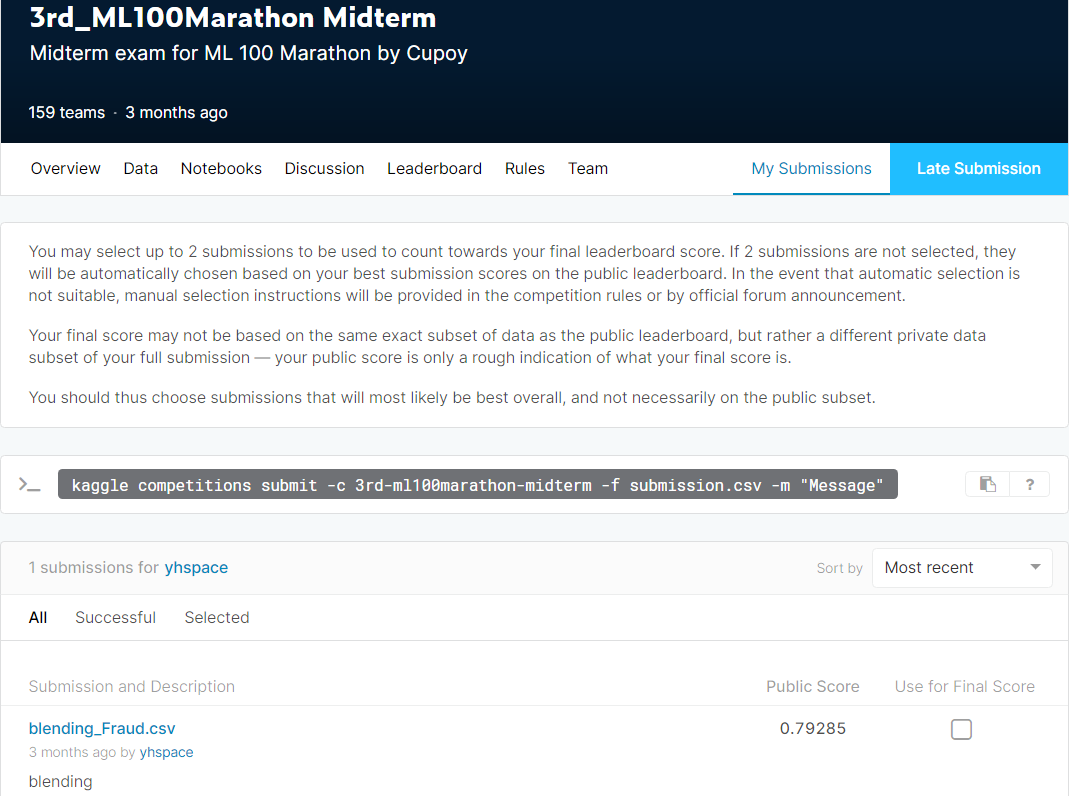 3rd_ML100Marathon Midterm
Midterm exam for ML 100 Marathon by Cupoy
159 teams · 3 months ago
Overview Data Notebooks Discussion Leaderboard Rules Team My Submissions Late Submission
You may select up to 2 submissions to be used to count towards your final leaderboard score. If 2 submissions are not selected, they
will be automatically chosen based on your best submission scores on the public leaderboard. In the event that automatic selection is
not suitable, manual selection instructions will be provided in the competition rules or by official forum announcement.
Your final score may not be based on the same exact subset of data as the public leaderboard, but rather a different private data
subset of your full submission — your public score is only a rough indication of what your final score is.
You should thus choose submissions that will most likely be best overall, and not necessarily on the public subset.
>_ kaggle competitions submit -c 3rd-ml100marathon-midterm -f submission.csv -m "Message" ?
1 submissions for yhspace Sort by Most recent
All Successful Selected
Submission and Description Public Score Use for Final Score
blending_Fraud.csv 0.79285
3 months ago by yhspace
blending